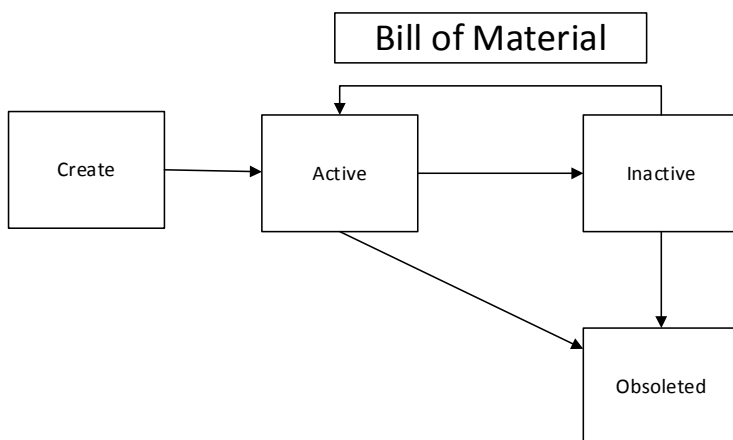 Bill of Material
Create
Active
Inactive
Obsoleted